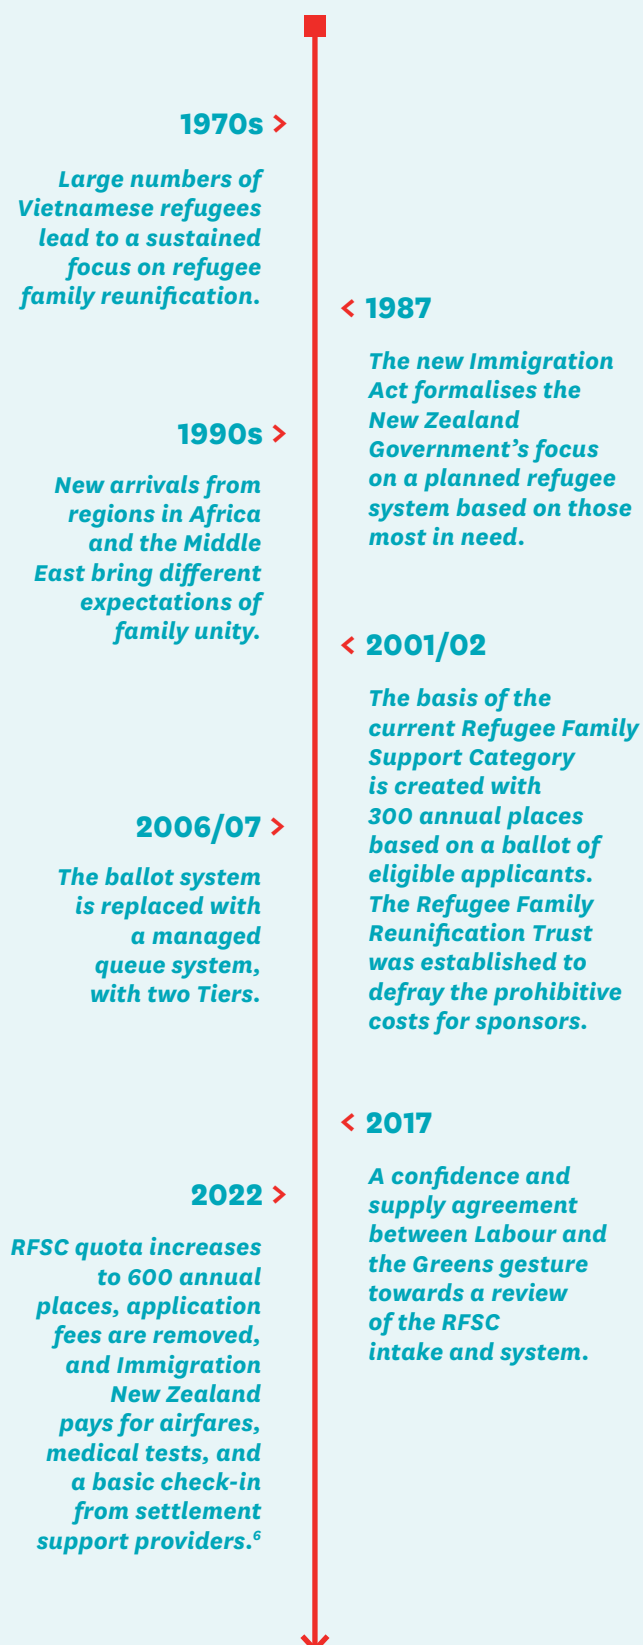 1970s >
Large numbers of
Vietnamese refugees
lead to a sustained
focus on refugee
family reunification.
< 1987
The new Immigration
Act formalises the
New Zealand
Government’s focus
on a planned refugee
system based on those
most in need.
1990s >
New arrivals from
regions in Africa
and the Middle
East bring different
expectations of
family unity.
< 2001/02
The basis of the
current Refugee Family
Support Category
is created with
300 annual places
based on a ballot of
eligible applicants.
The Refugee Family
Reunification Trust
was established to
defray the prohibitive
costs for sponsors.
2006/07 >
The ballot system
is replaced with
a managed
queue system,
with two Tiers.
< 2017
A confidence and
supply agreement
between Labour and
the Greens gesture
towards a review
of the RFSC
intake and system.
2022 >
RFSC quota increases
to 600 annual
places, application
fees are removed,
and Immigration
New Zealand
pays for airfares,
medical tests, and
a basic check-in
from settlement
support providers.⁶